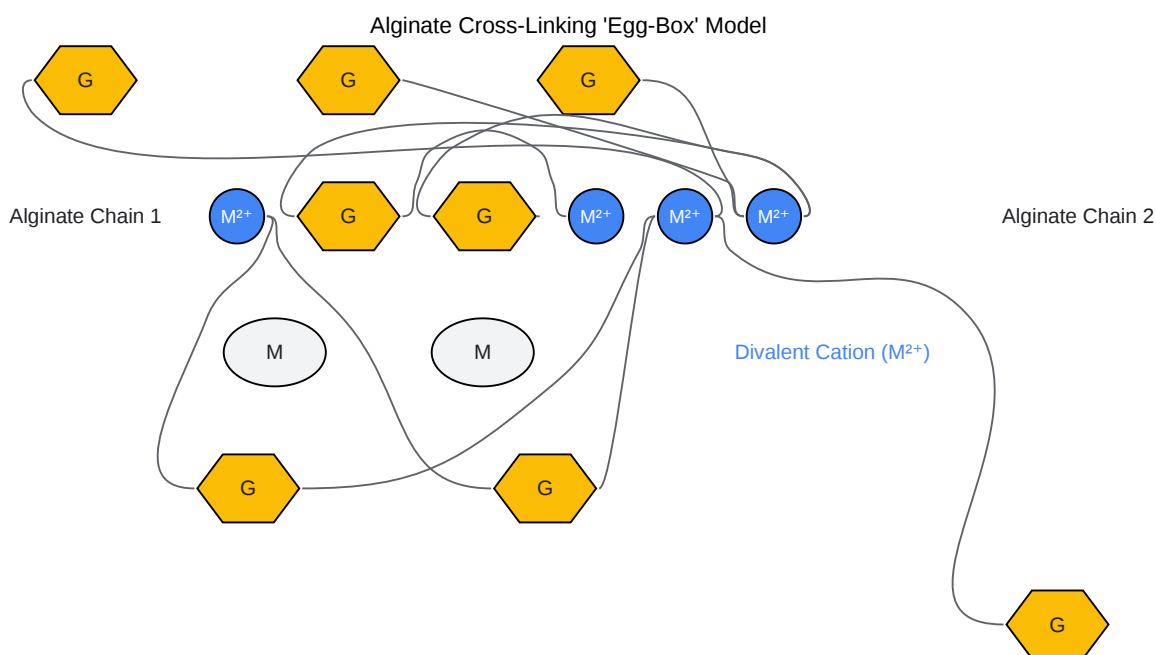 Alginate Cross-Linking 'Egg-Box' Model
G
G
G
Alginate Chain 1
M²⁺
G
G
M²⁺
M²⁺
M²⁺
Alginate Chain 2
M
M
Divalent Cation (M²⁺)
G
G
G